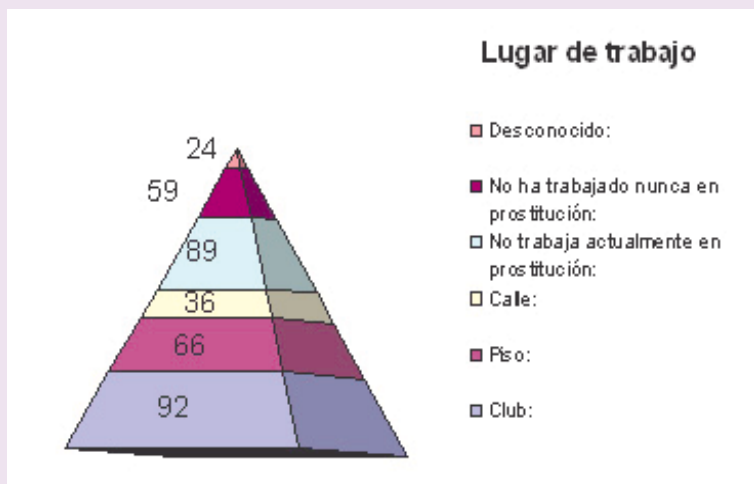 Lugar de trabajo
24
59
89
36
66
92
Desconocido:
No ha trabajado nunca en
prostitución:
No trabaja actualmente en
prostitución:
Calle:
Piso:
Club: